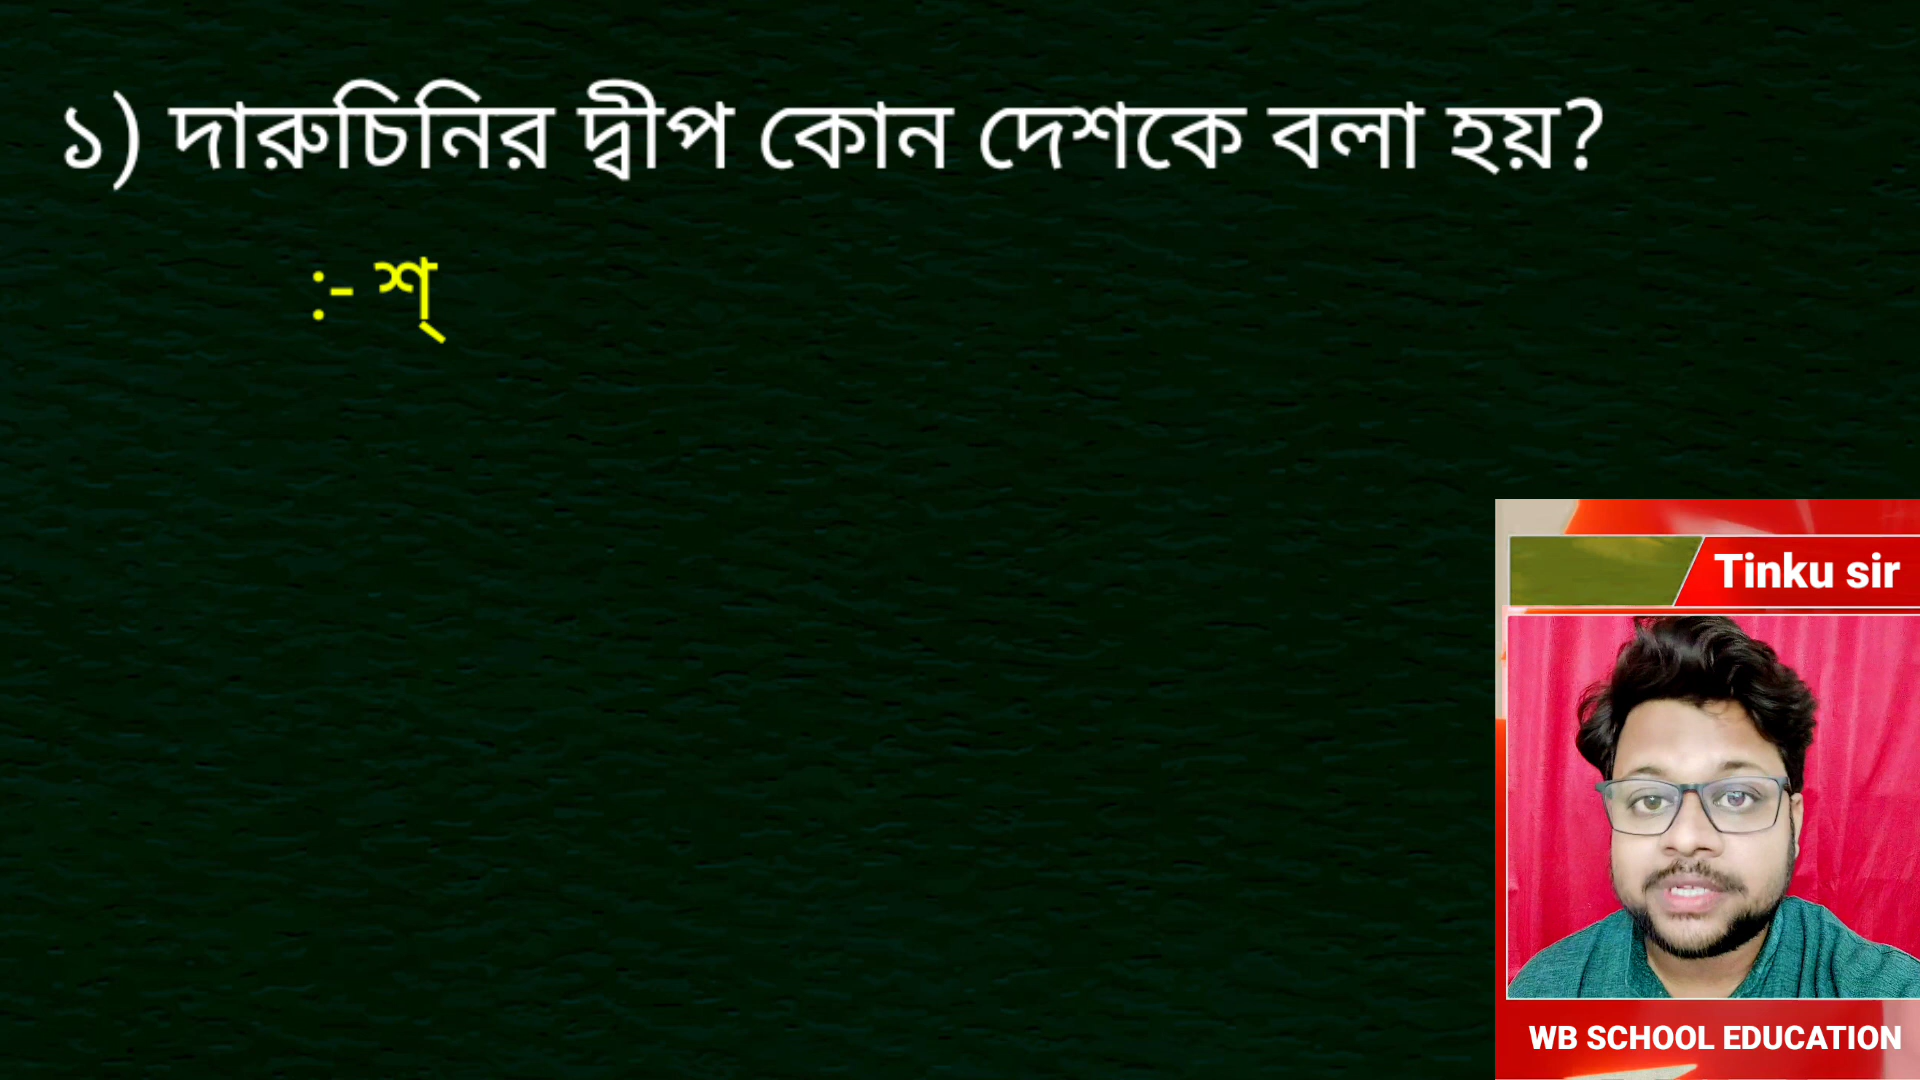 ১) দারুচিনির দ্বীপ কোন দেশকে বলা হয়?
:- শ্
Tinku sir
WB SCHOOL EDUCATION